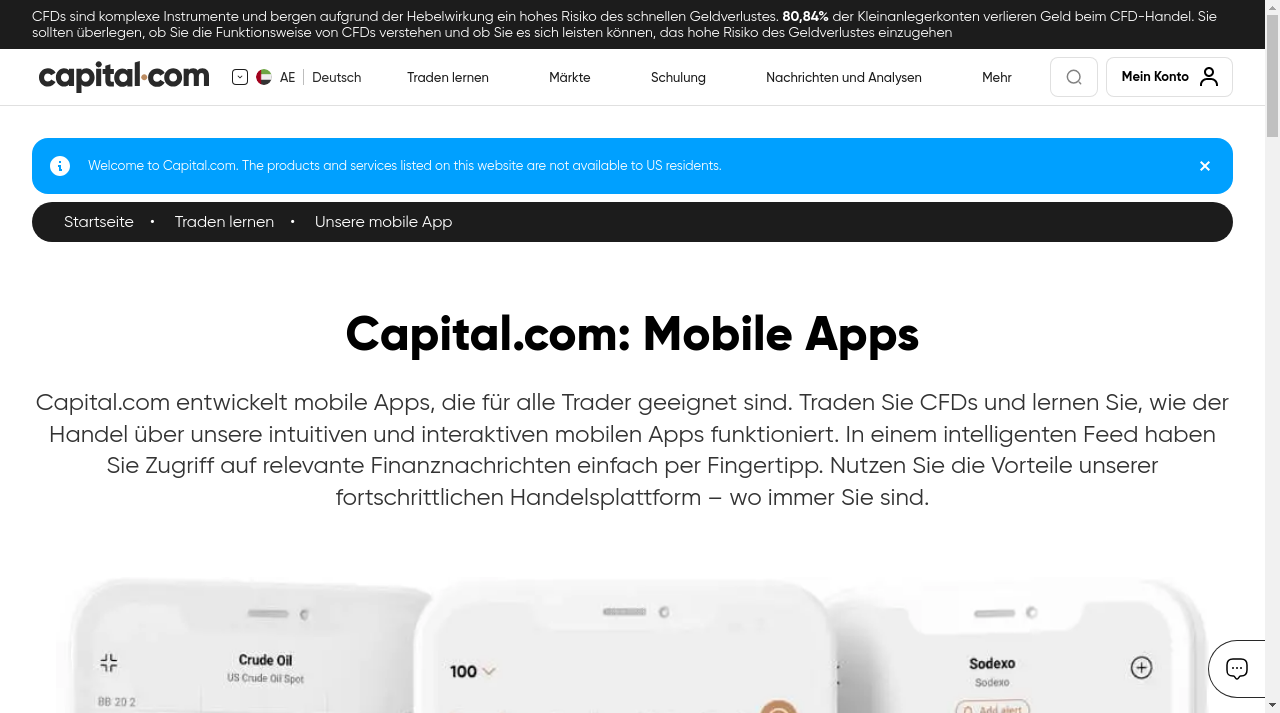 CFDs sind komplexe Instrumente und bergen aufgrund der Hebelwirkung ein hohes Risiko des schnellen Geldverlustes. 80,84% der Kleinanlegerkonten verlieren Geld beim CFD-Handel. Sie
sollten überlegen, ob Sie die Funktionsweise von CFDs verstehen und ob Sie es sich leisten können, das hohe Risiko des Geldverlustes einzugehen
capital.com AE Deutsch Traden lernen Märkte Schulung Nachrichten und Analysen Mehr Mein Konto
Welcome to Capital.com. The products and services listed on this website are not available to US residents.
Startseite • Traden lernen • Unsere mobile App
Capital.com: Mobile Apps
Capital.com entwickelt mobile Apps, die für alle Trader geeignet sind. Traden Sie CFDs und lernen Sie, wie der
Handel über unsere intuitiven und interaktiven mobilen Apps funktioniert. In einem intelligenten Feed haben
Sie Zugriff auf relevante Finanznachrichten einfach per Fingertipp. Nutzen Sie die Vorteile unserer
fortschrittlichen Handelsplattform – wo immer Sie sind.
Crude Oil
US Crude Oil Spot
BB 20 2
100
Sodexo
Sodexo
Add alert